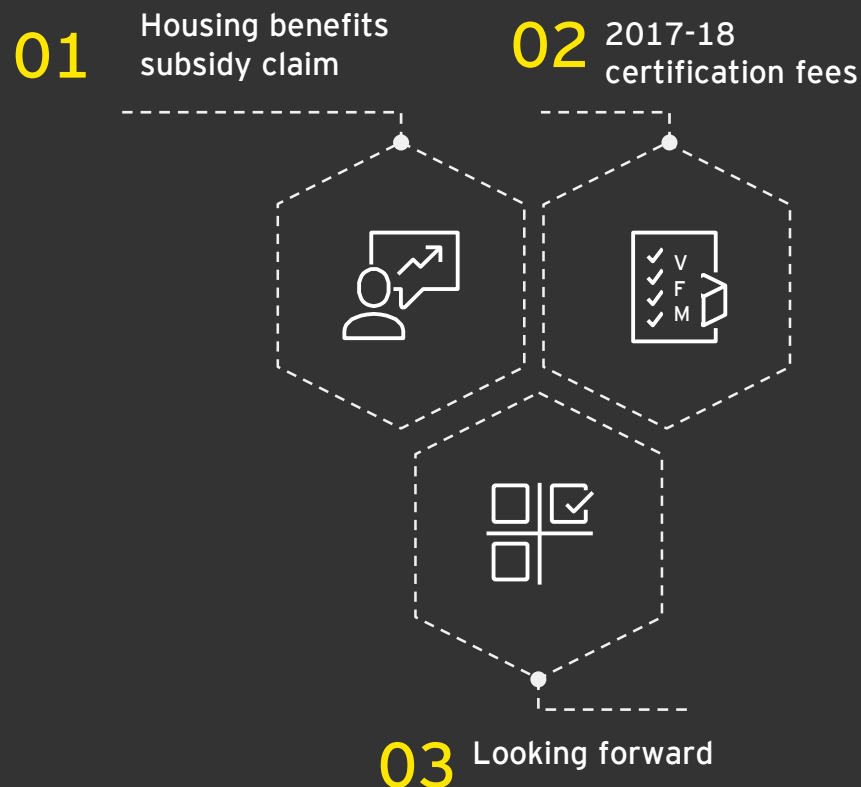 01
Housing benefits
subsidy claim
02
2017-18
certification fees
V
F
M
03
Looking forward